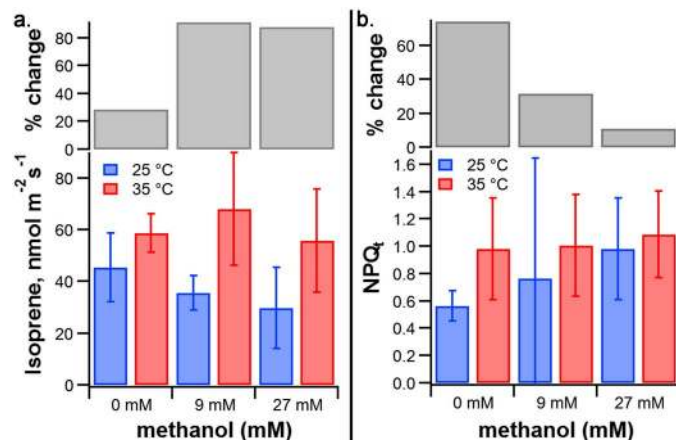 a.
% change
80
60
40
20
0
25 °C
35 °C
Isoprene, nmol m⁻² s⁻¹
80
60
40
20
0
0 mM 9 mM 27 mM
methanol (mM)
b.
% change
60
40
20
0
25 °C
35 °C
NPQt
1.6
1.4
1.2
1.0
0.8
0.6
0.4
0.2
0.0
0 mM 9 mM 27 mM
methanol (mM)